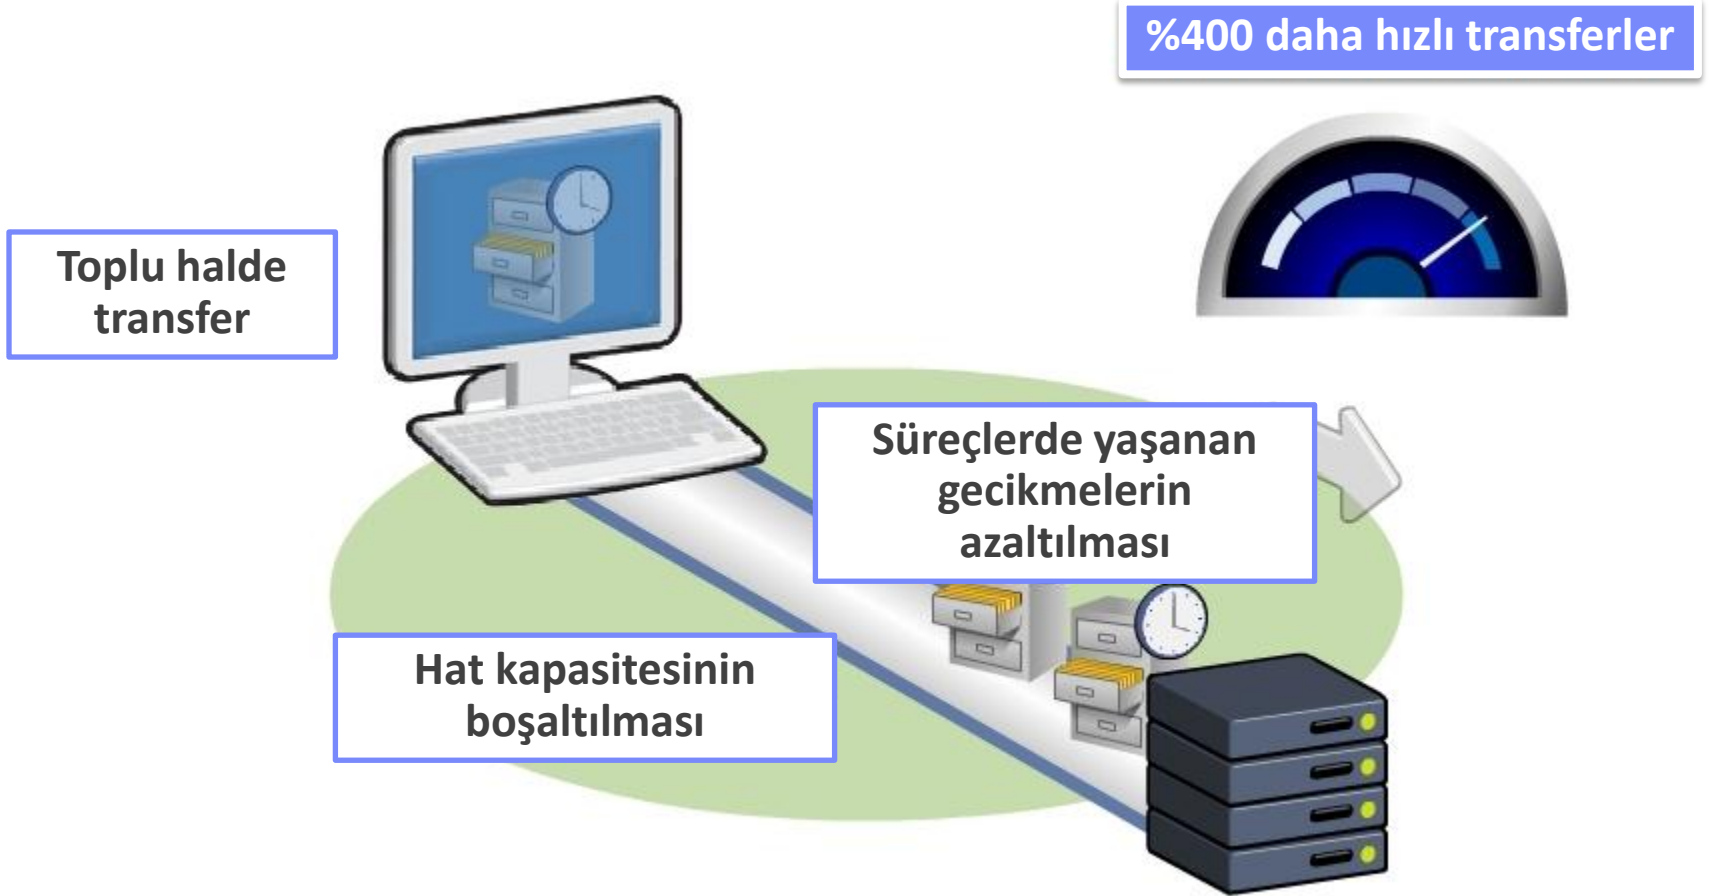 %400 daha hızlı transferler
Toplu halde
transfer
Süreçlerde yaşanan
gecikmelerin
azaltılması
Hat kapasitesinin
boşaltılması